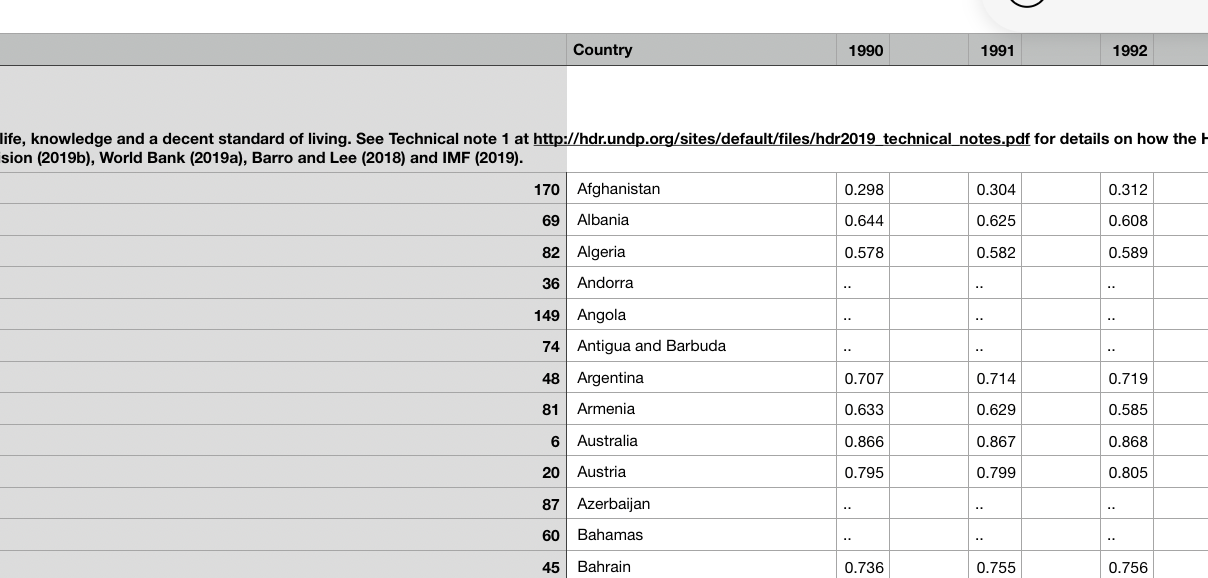 Country 1990 1991 1992
life, knowledge and a decent standard of living. See Technical note 1 at http://hdr.undp.org/sites/default/files/hdr2019_technical_notes.pdf for details on how the H
sion (2019b), World Bank (2019a), Barro and Lee (2018) and IMF (2019).
170 Afghanistan 0.298 0.304 0.312
69 Albania 0.644 0.625 0.608
82 Algeria 0.578 0.582 0.589
36 Andorra .. .. ..
149 Angola .. .. ..
74 Antigua and Barbuda .. .. ..
48 Argentina 0.707 0.714 0.719
81 Armenia 0.633 0.629 0.585
6 Australia 0.866 0.867 0.868
20 Austria 0.795 0.799 0.805
87 Azerbaijan .. .. ..
60 Bahamas .. .. ..
45 Bahrain 0.736 0.755 0.756